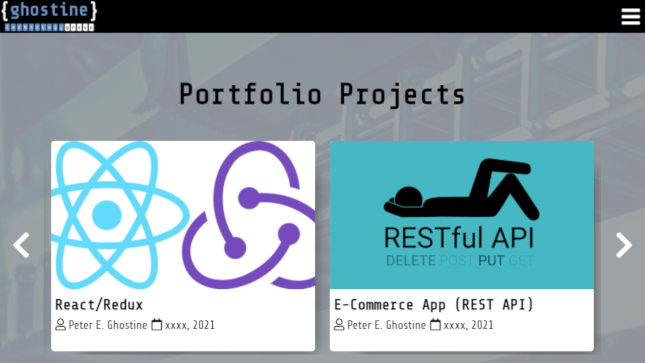 {ghostine}
Portfolio Projects
RESTful API
DELETE POST PUT GET
React/Redux
Peter E. Ghostine xxxx, 2021
E-Commerce App (REST API)
Peter E. Ghostine xxxx, 2021